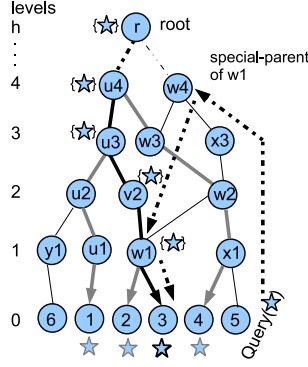 levels
h r root
special-parent
of w1
4 u4 w4
3 u3 w3 x3
2 u2 v2 w2
1 y1 u1 w1 x1
0 6 1 2 3 4 5
Query( )